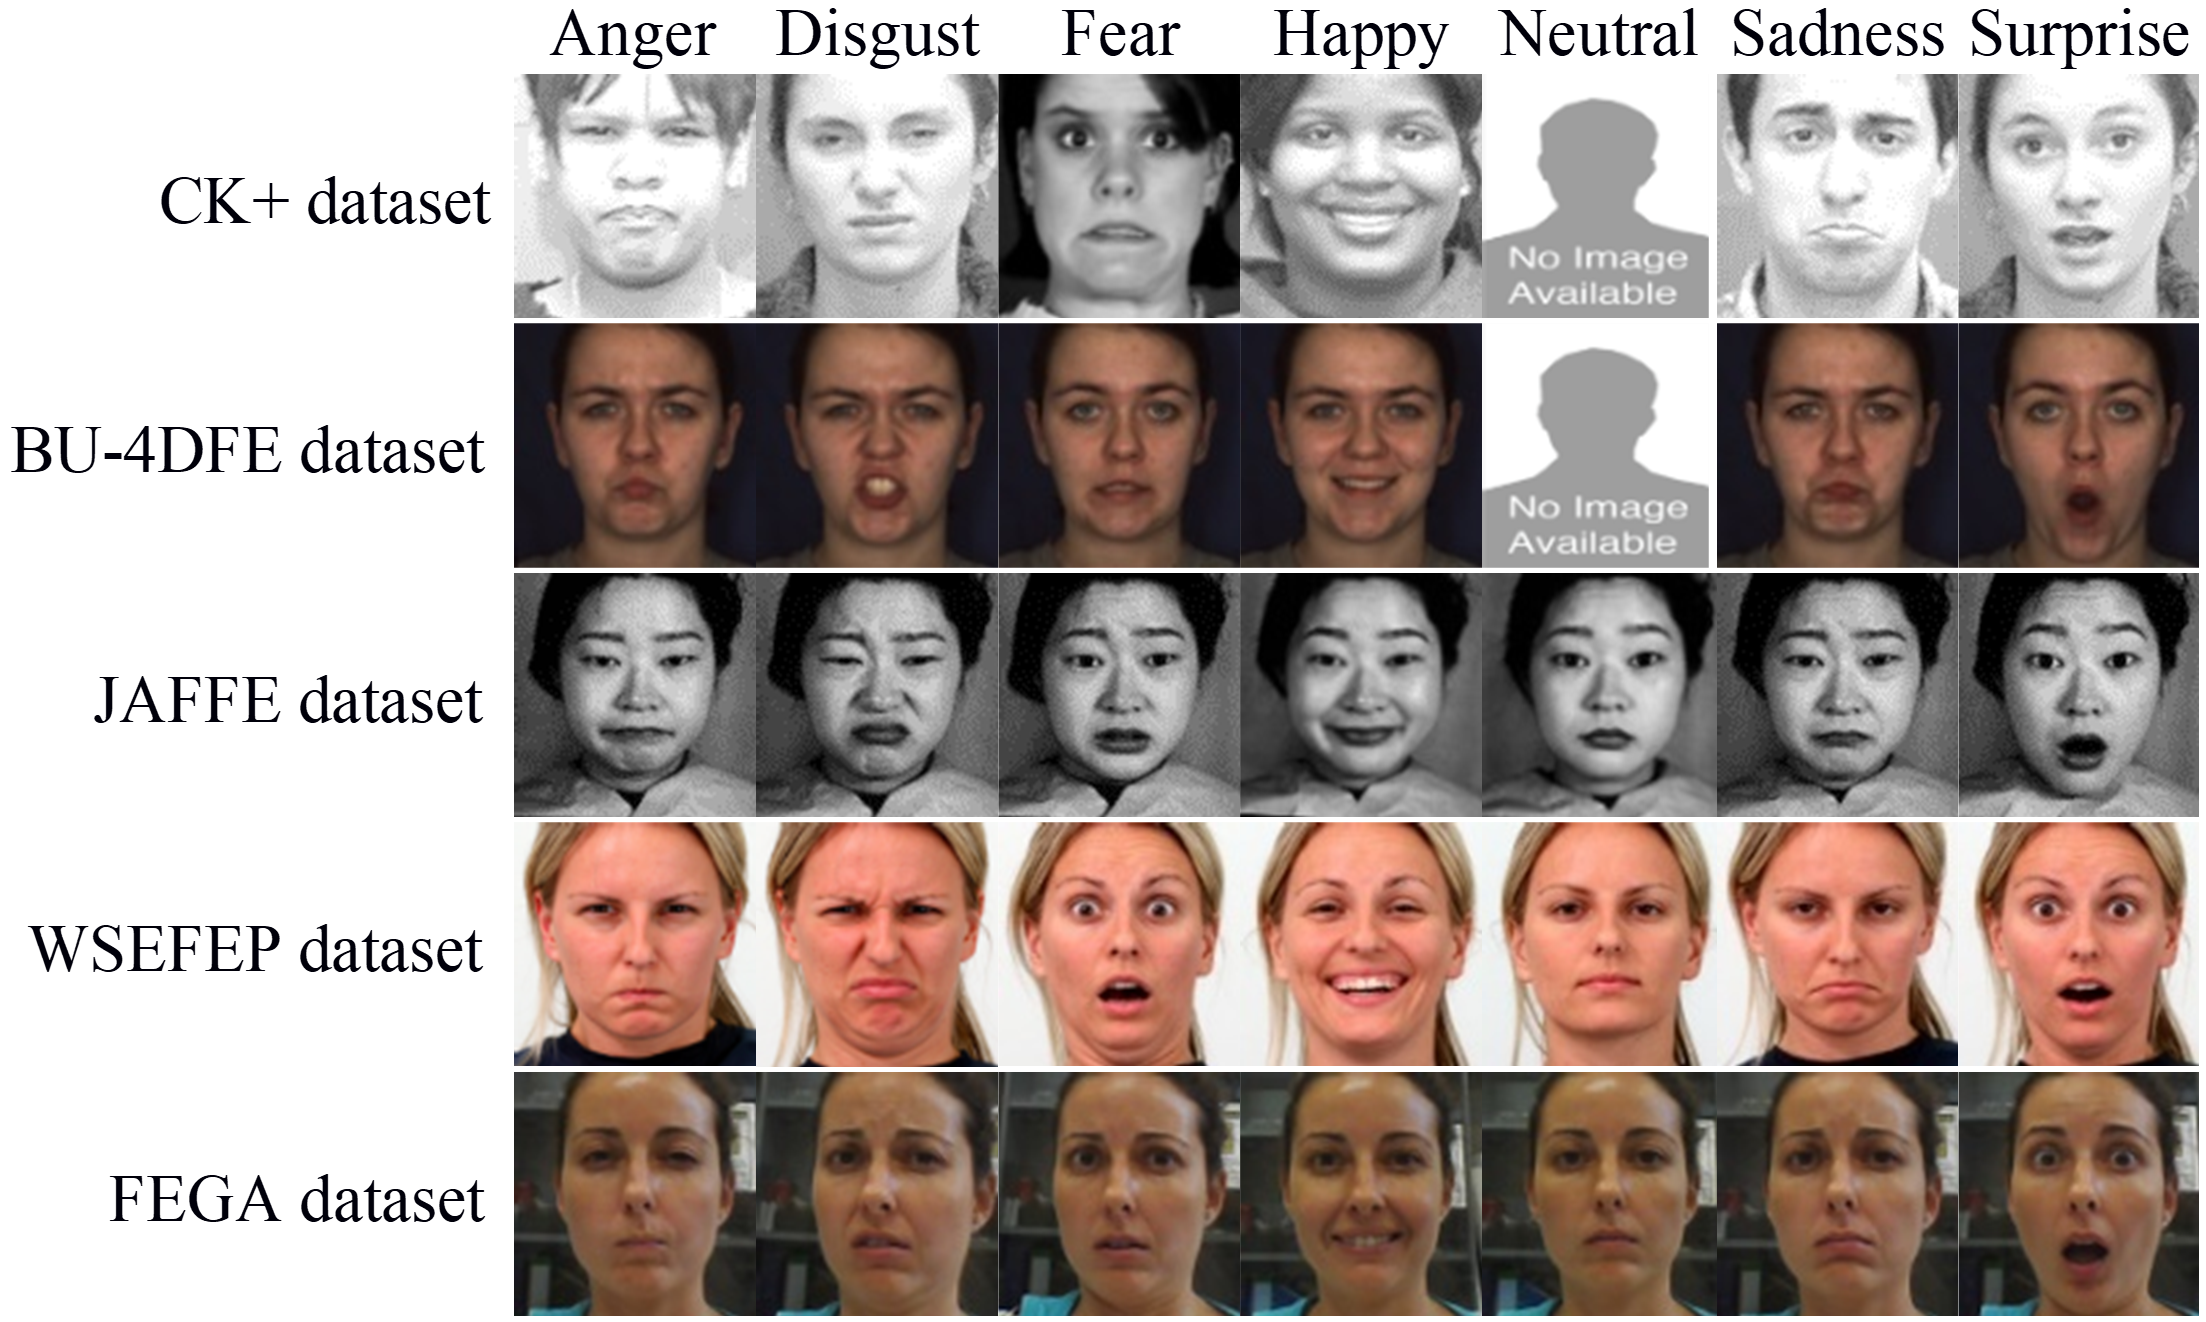 Anger Disgust Fear Happy Neutral Sadness Surprise
CK+ dataset
No Image
Available
BU-4DFE dataset
No Image
Available
JAFFE dataset
WSEFEP dataset
FEGA dataset